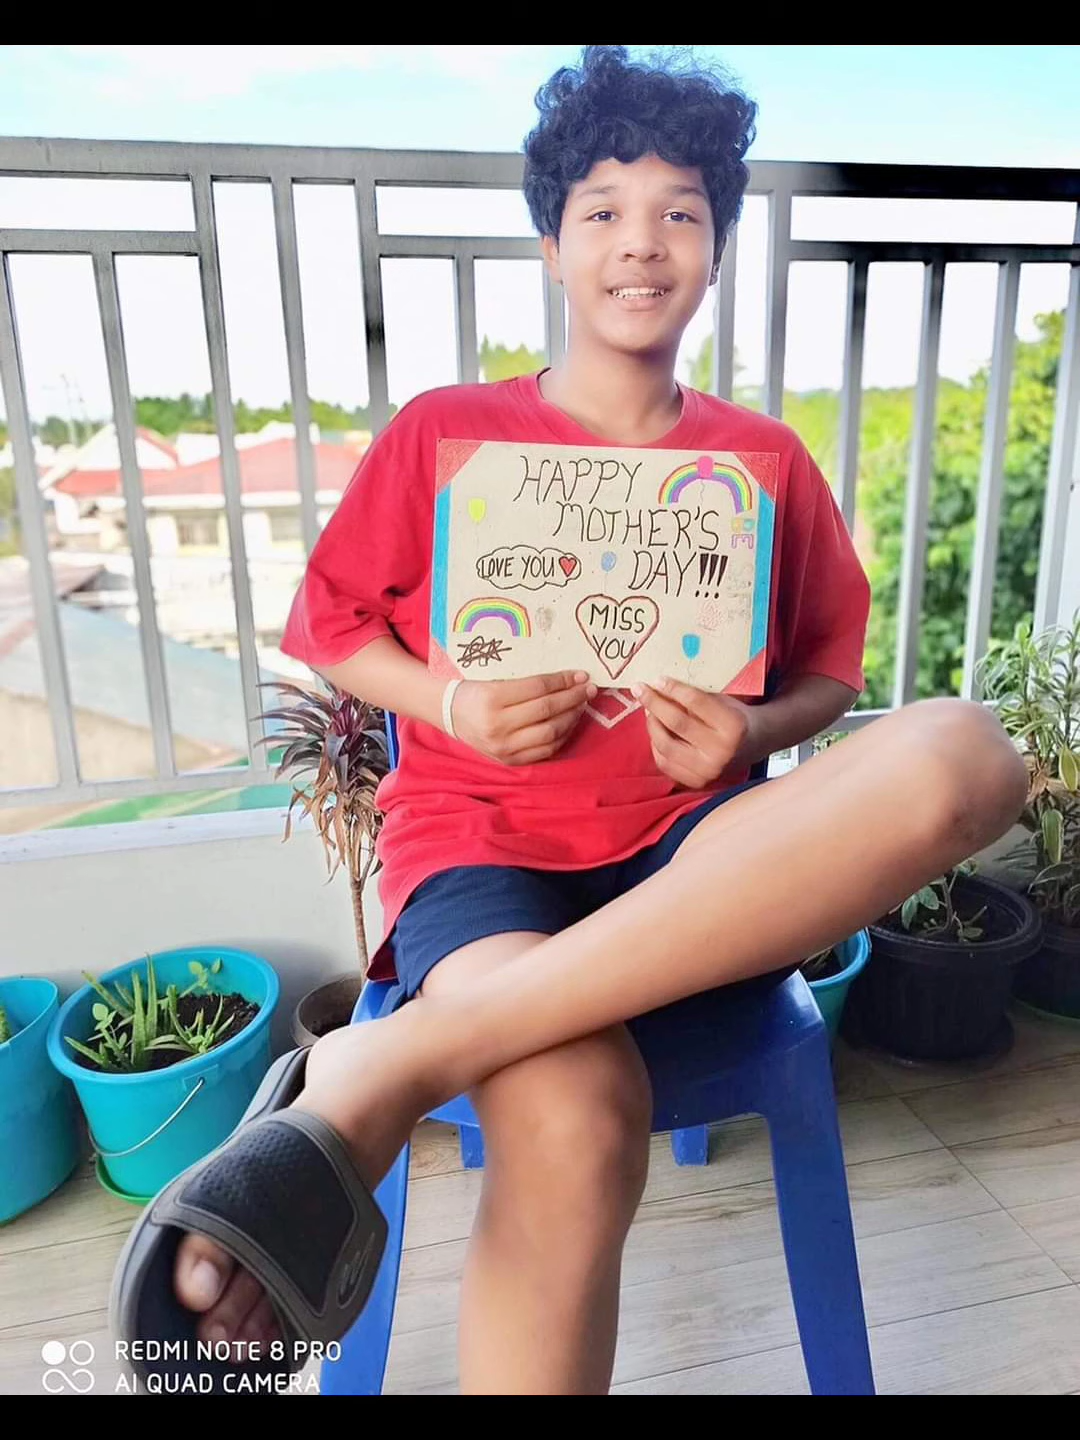 HAPPY
MOTHER'S
DAY!!!
LOVE YOU
MISS
YOU
REDMI NOTE 8 PRO
AI QUAD CAMERA